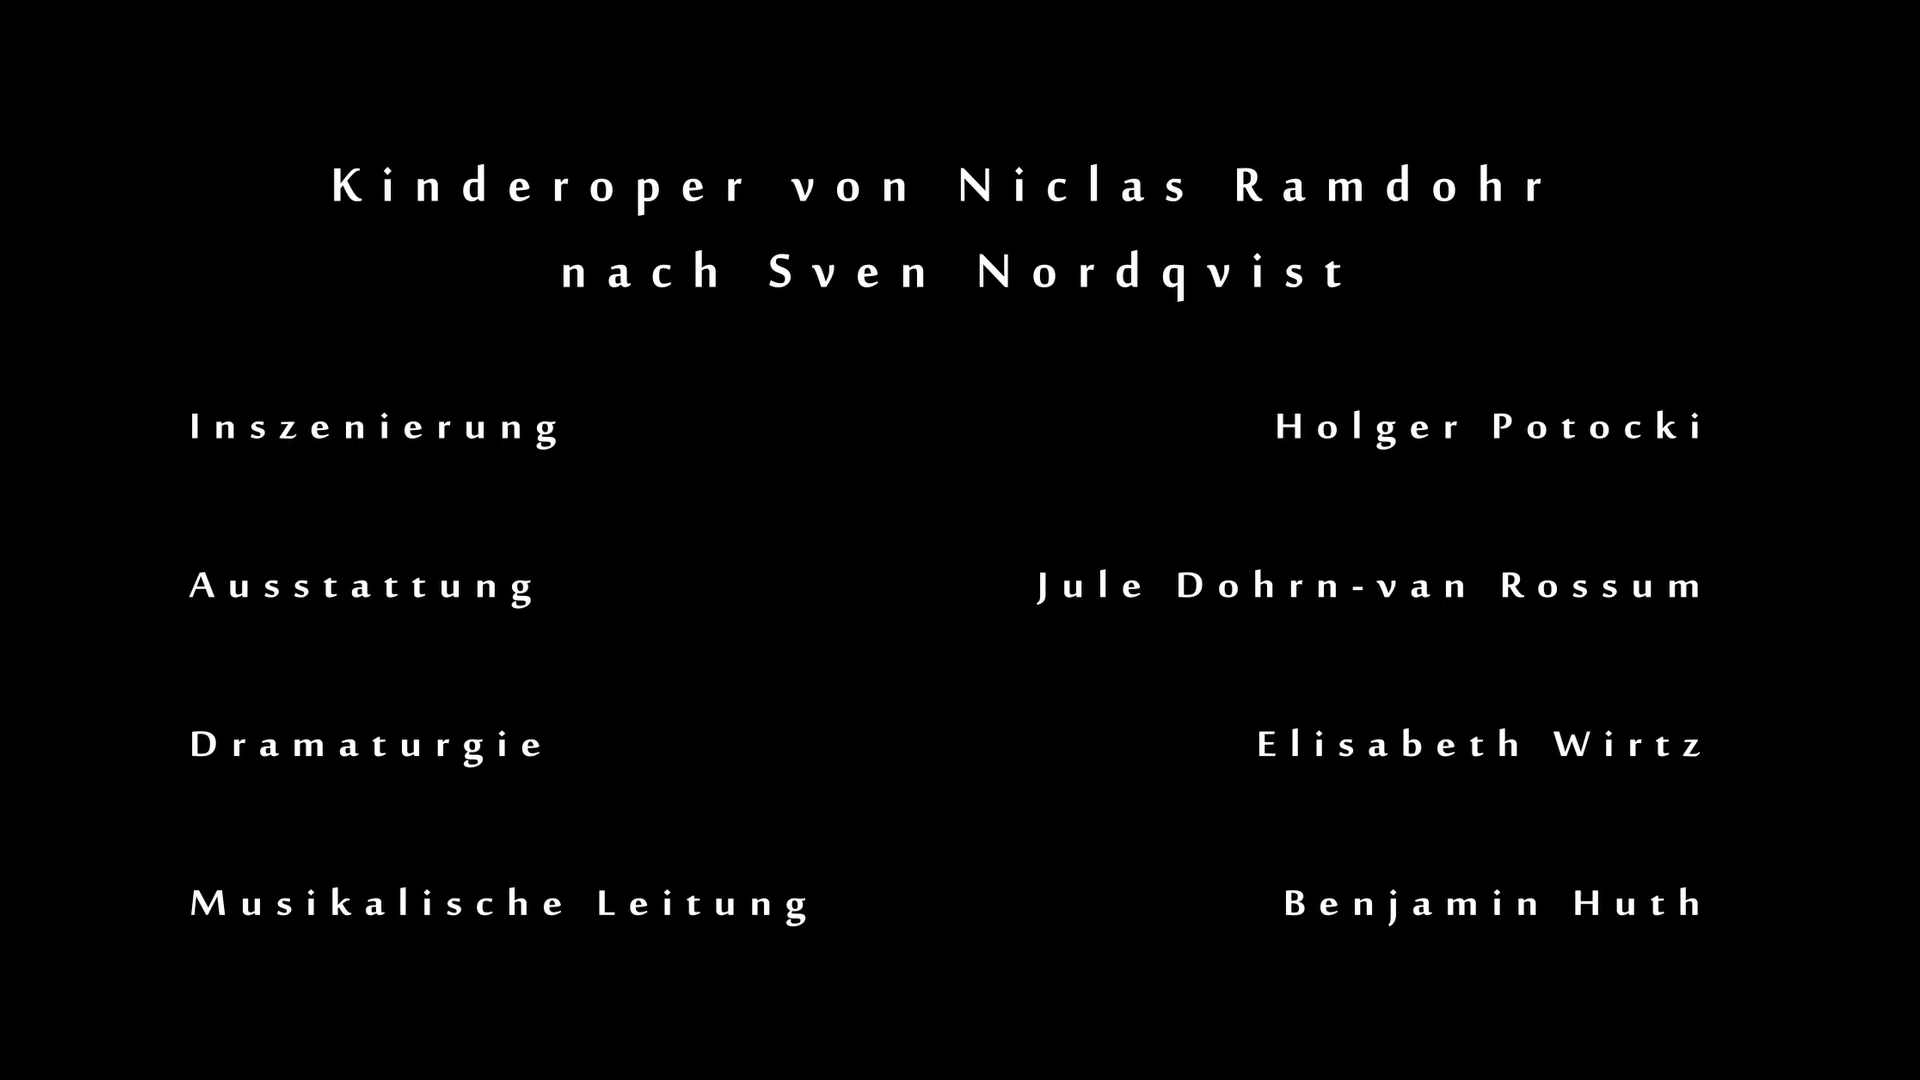 Kinderoper von Niclas Ramdohr
nach Sven Nordqvist
Inszenierung Holger Potocki
Ausstattung Jule Dohrn-van Rossum
Dramaturgie Elisabeth Wirtz
Musikalische Leitung Benjamin Huth